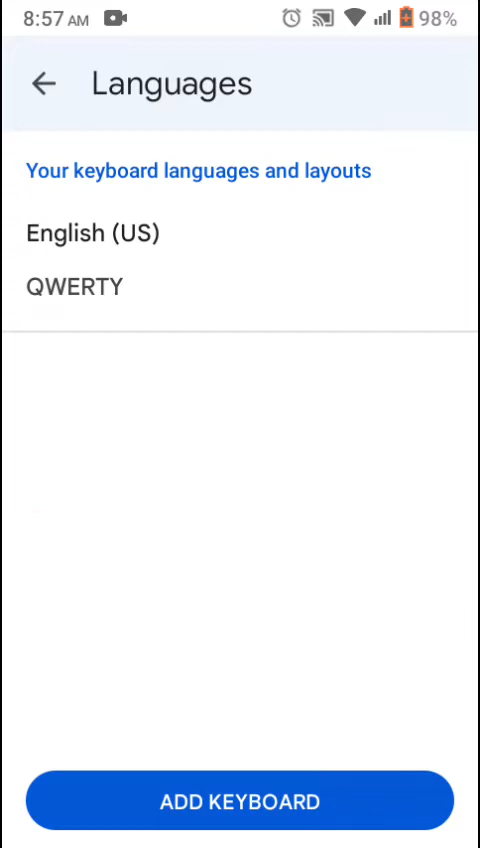 8:57 AM 98%
Languages
Your keyboard languages and layouts
English (US)
QWERTY
ADD KEYBOARD